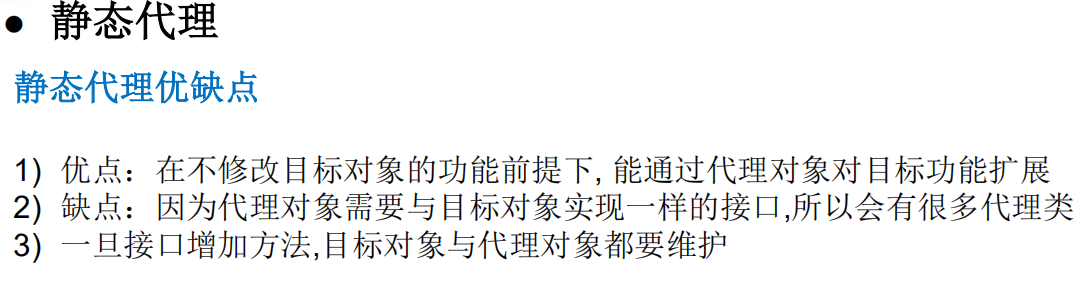 ● 静态代理
静态代理优缺点
1) 优点：在不修改目标对象的功能前提下, 能通过代理对象对目标功能扩展
2) 缺点：因为代理对象需要与目标对象实现一样的接口,所以会有很多代理类
3) 一旦接口增加方法,目标对象与代理对象都要维护